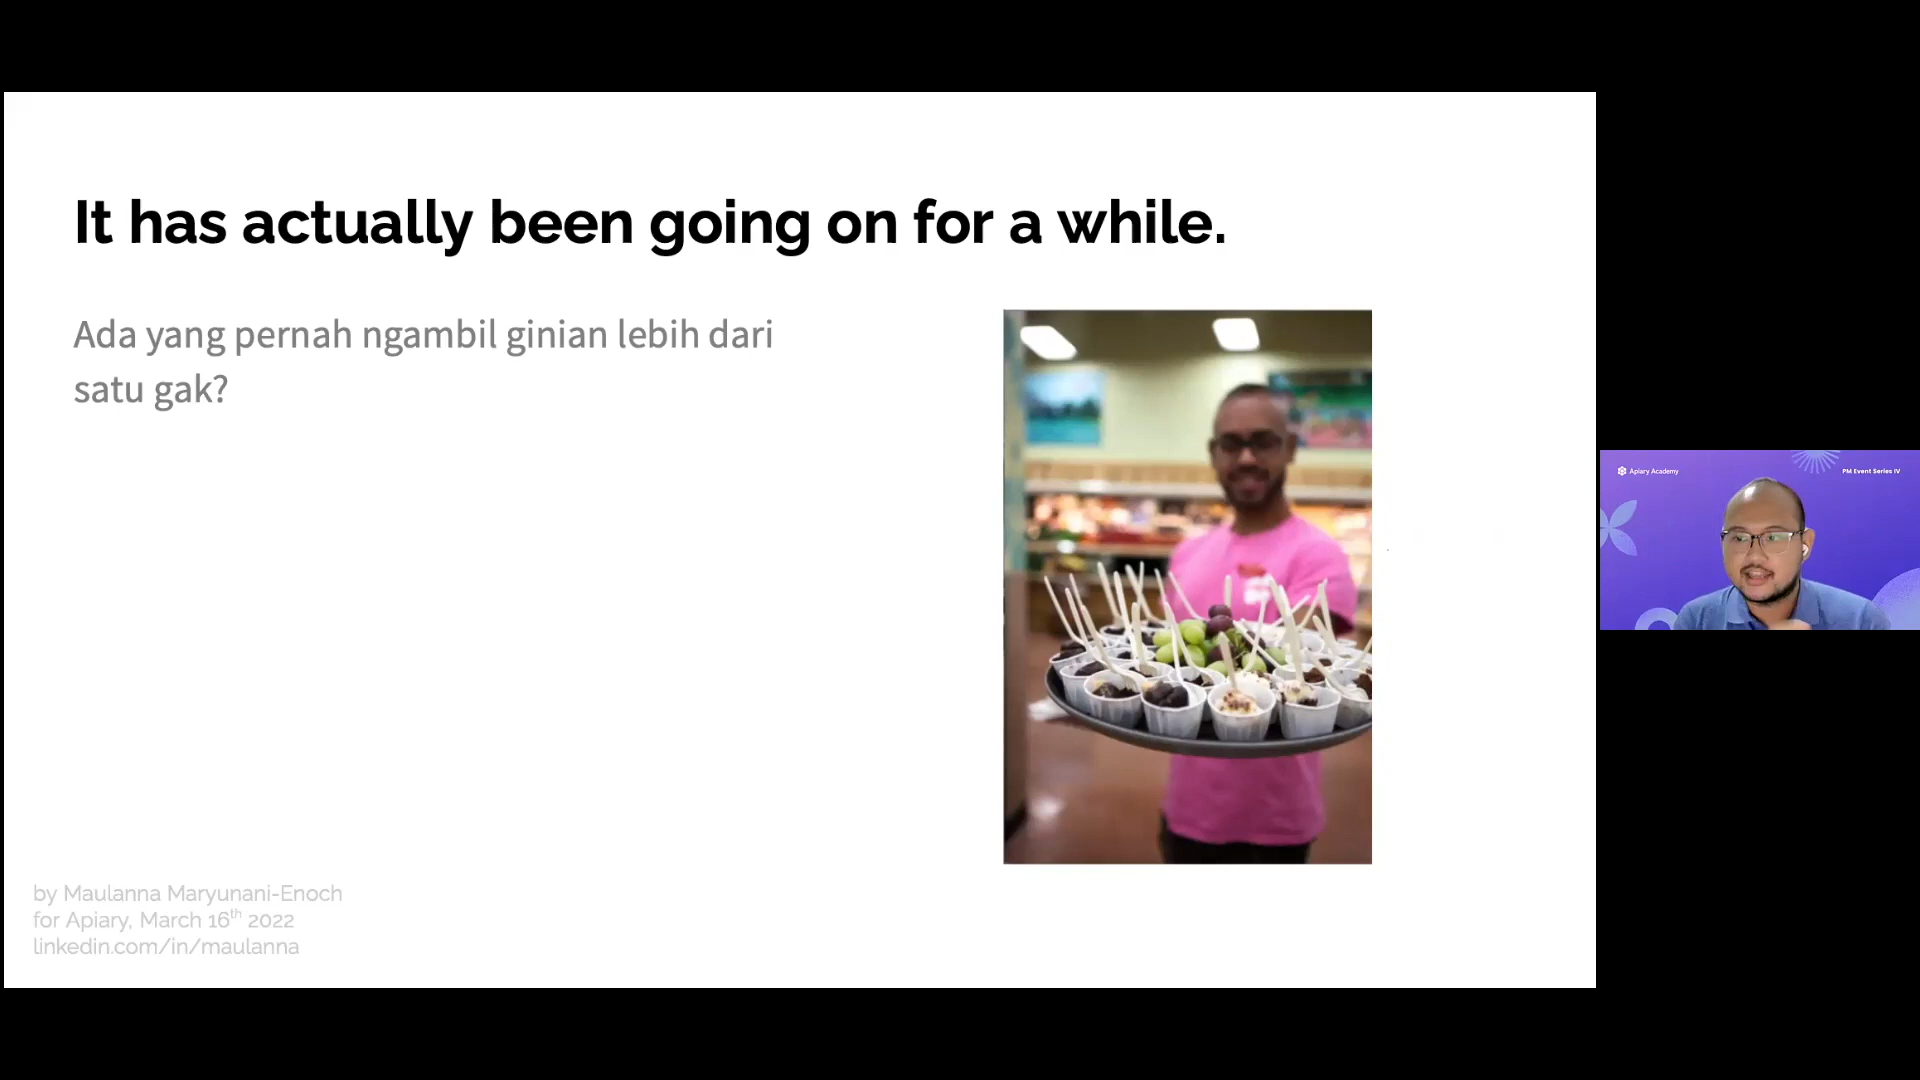 It has actually been going on for a while.
Ada yang pernah ngambil ginian lebih dari
satu gak?
by Maulanna Maryunani-Enoch
for Apiary, March 16th 2022
linkedin.com/in/maulanna
Apiary Academy
PM Event Series IV